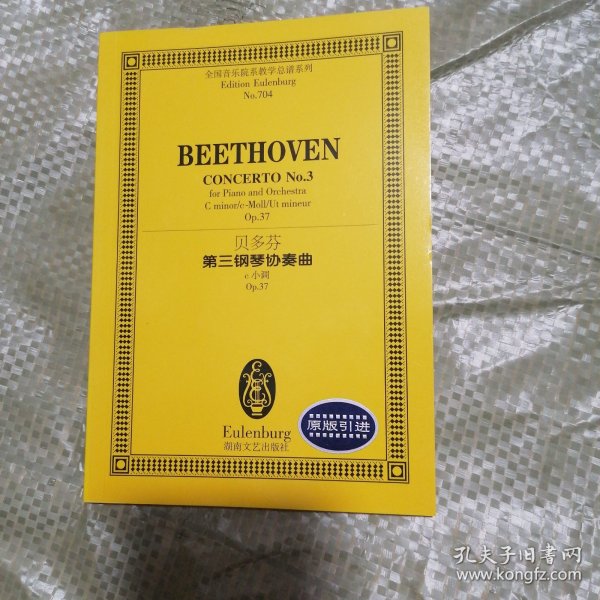 全国音乐院系教学总谱系列
Edition Eulenburg
No.704
BEETHOVEN
CONCERTO No.3
for Piano and Orchestra
C minor/c-Moll/Ut mineur
Op.37
贝多芬
第三钢琴协奏曲
c 小调
Op.37
Eulenburg
湖南文艺出版社
原版引进
孔夫子旧书网
www.kongfz.com